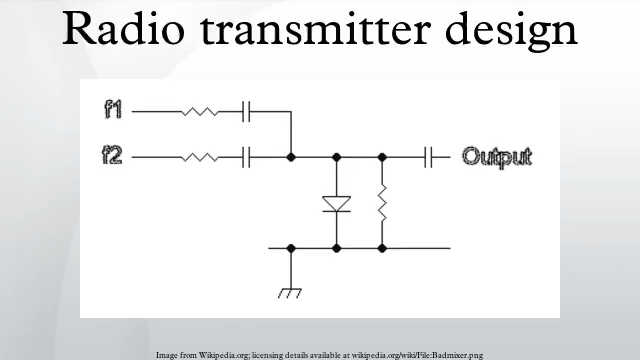 Radio transmitter design
f1
f2
Output
Image from Wikipedia.org; licensing details available at wikipedia.org/wiki/File:Badmixer.png